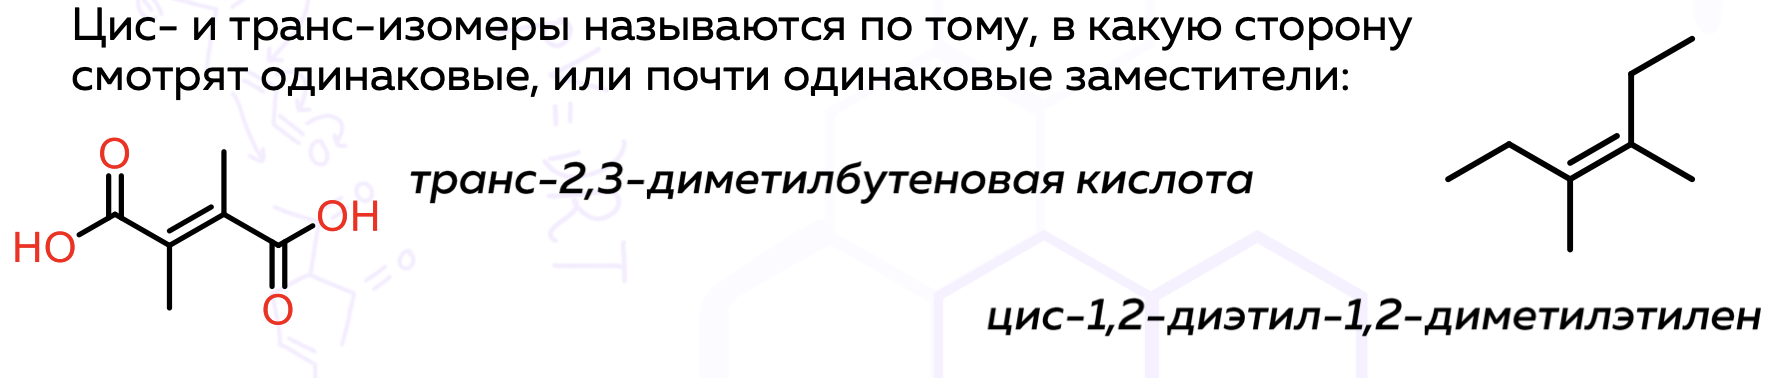 Цис- и транс-изомеры называются по тому, в какую сторону
смотрят одинаковые, или почти одинаковые заместители:
O
HO
OH
O
транс-2,3-диметилбутеновая кислота
цис-1,2-диэтил-1,2-диметилэтилен